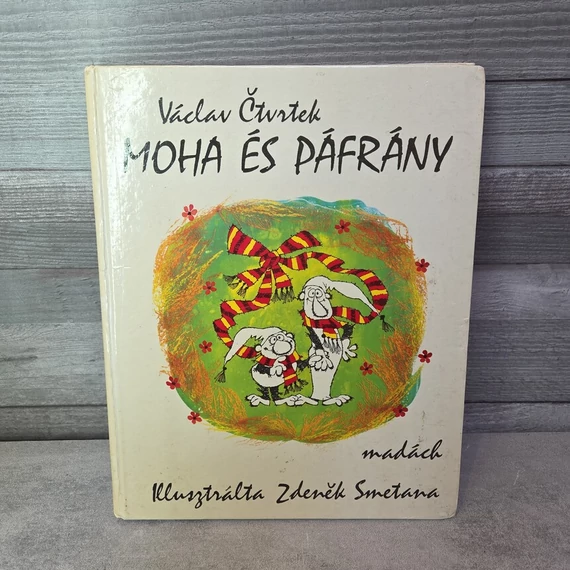 Václav Čtvrtek
MOHA ÉS PÁFRÁNY
madách
Illusztrálta Zdeněk Smetana